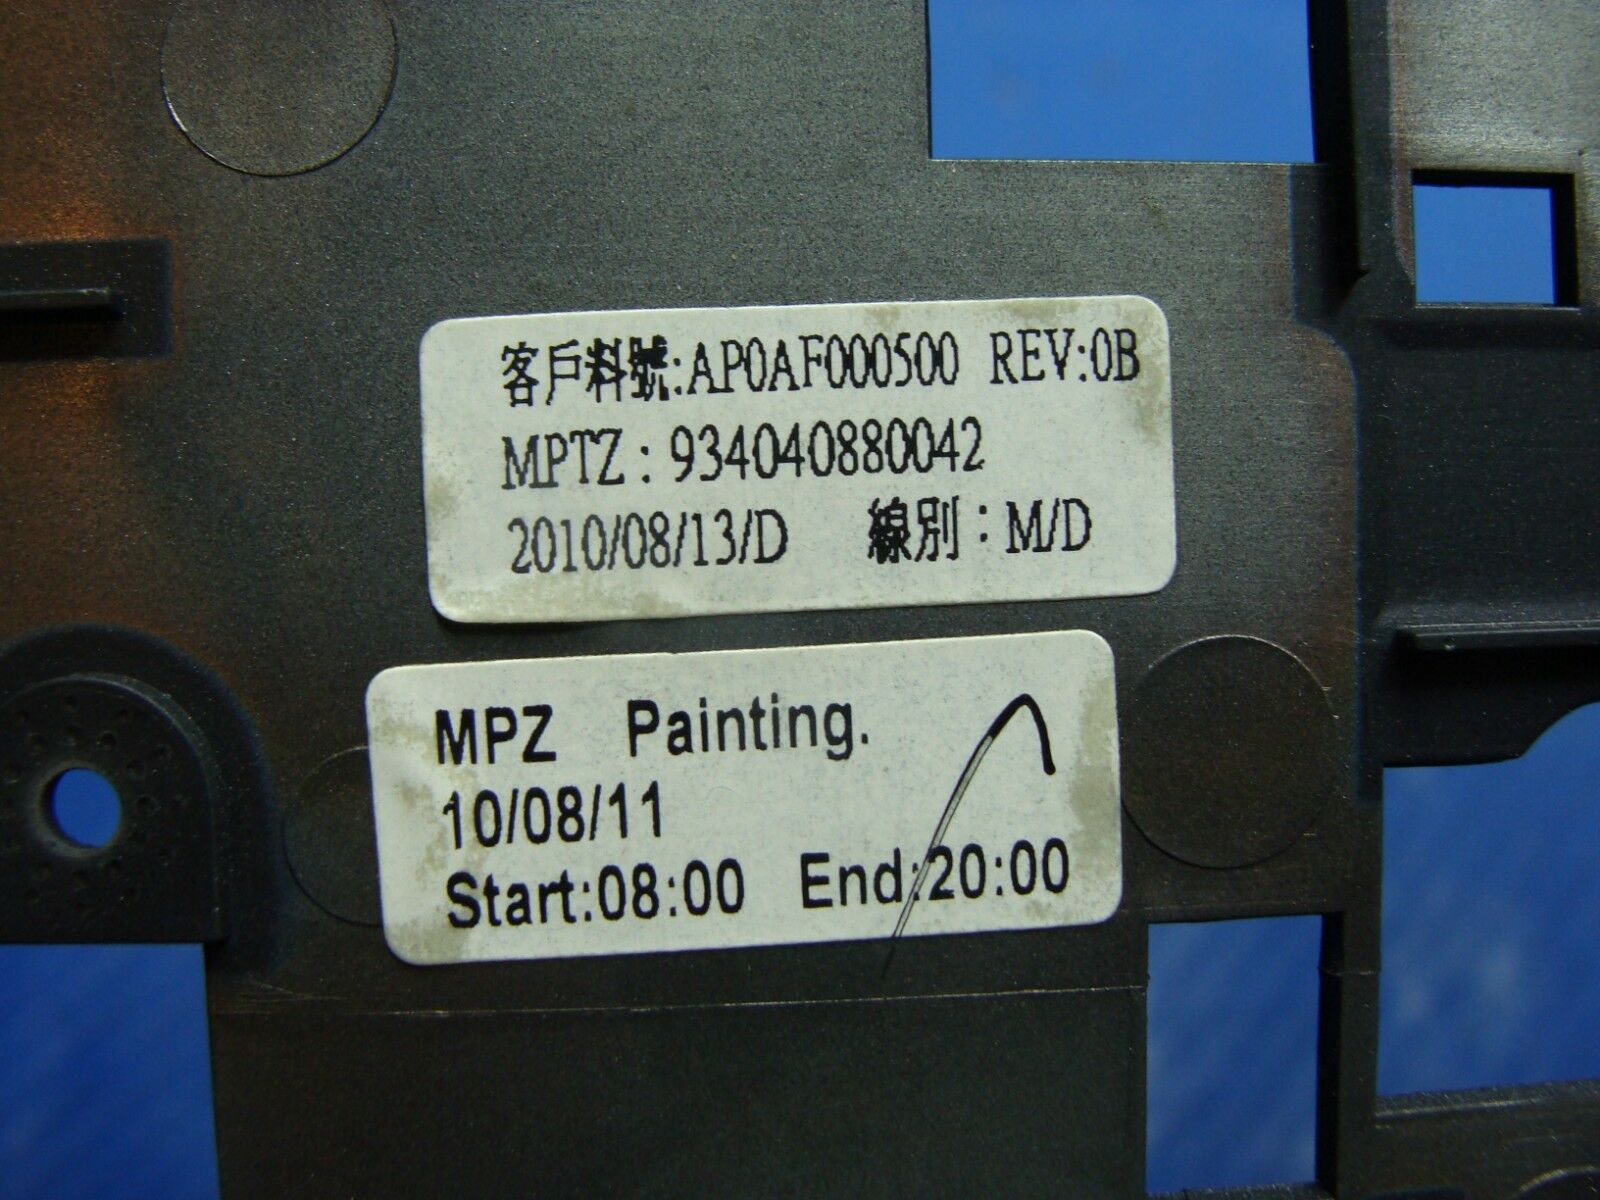 客戶料號:AP0AF000500 REV:0B
MPTZ : 934040880042
2010/08/13/D 線別 : M/D
MPZ Painting.
10/08/11
Start:08:00 End:20:00